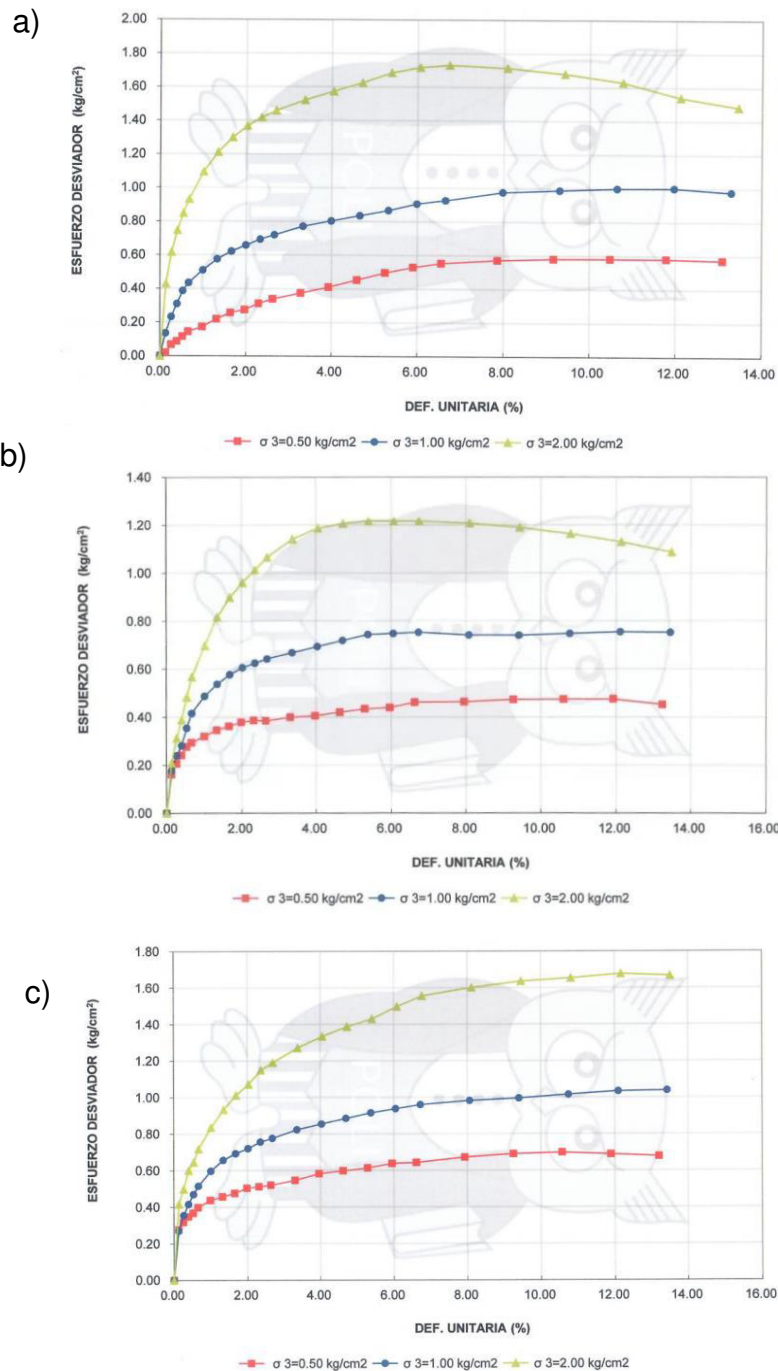 a)
ESFUERZO DESVIADOR (kg/cm²)
2.00
1.80
1.60
1.40
1.20
1.00
0.80
0.60
0.40
0.20
0.00
0.00 2.00 4.00 6.00 8.00 10.00 12.00 14.00
DEF. UNITARIA (%)
σ 3=0.50 kg/cm2 σ 3=1.00 kg/cm2 σ 3=2.00 kg/cm2
b)
ESFUERZO DESVIADOR (kg/cm²)
1.40
1.20
1.00
0.80
0.60
0.40
0.20
0.00
0.00 2.00 4.00 6.00 8.00 10.00 12.00 14.00 16.00
DEF. UNITARIA (%)
σ 3=0.50 kg/cm2 σ 3=1.00 kg/cm2 σ 3=2.00 kg/cm2
c)
ESFUERZO DESVIADOR (kg/cm²)
1.80
1.60
1.40
1.20
1.00
0.80
0.60
0.40
0.20
0.00
0.00 2.00 4.00 6.00 8.00 10.00 12.00 14.00 16.00
DEF. UNITARIA (%)
σ 3=0.50 kg/cm2 σ 3=1.00 kg/cm2 σ 3=2.00 kg/cm2